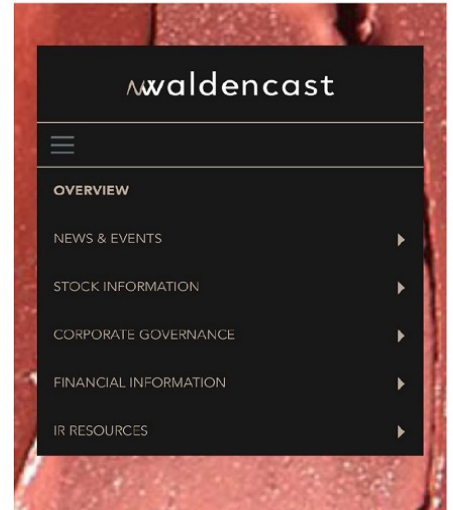 waldencast
OVERVIEW
NEWS & EVENTS
STOCK INFORMATION
CORPORATE GOVERNANCE
FINANCIAL INFORMATION
IR RESOURCES